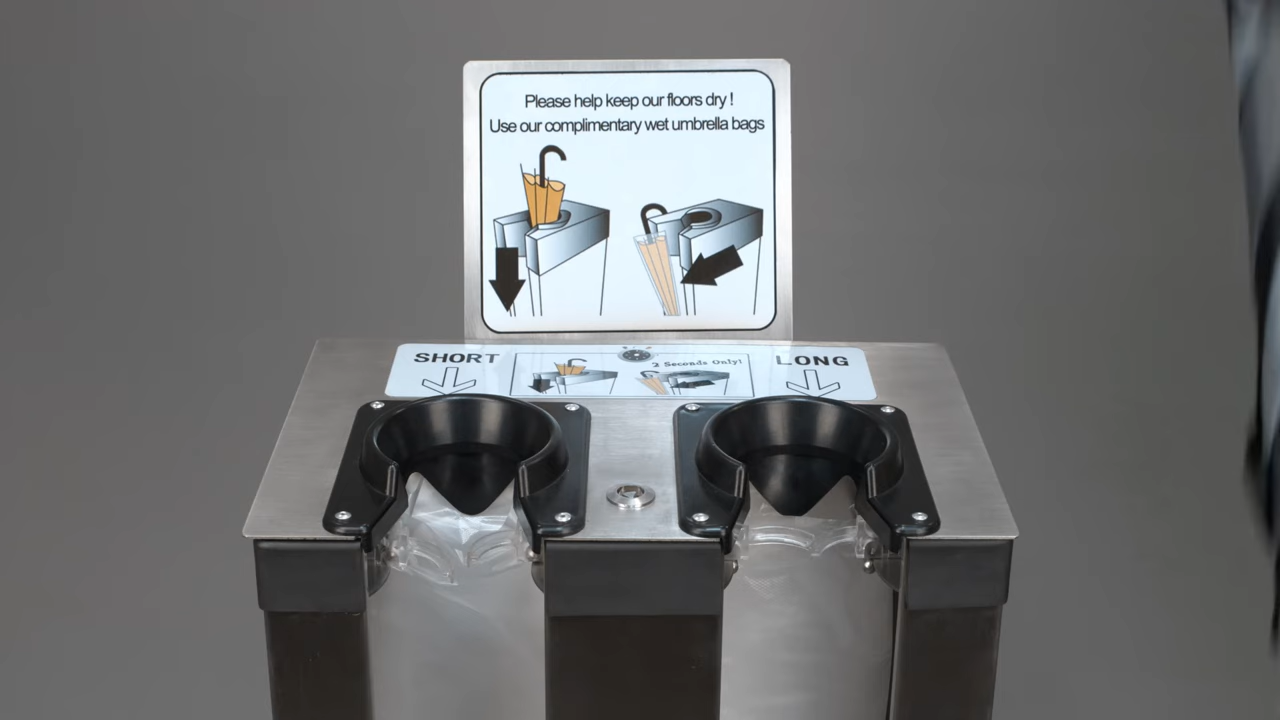 Please help keep our floors dry !
Use our complimentary wet umbrella bags
SHORT
2 Seconds Only!
LONG